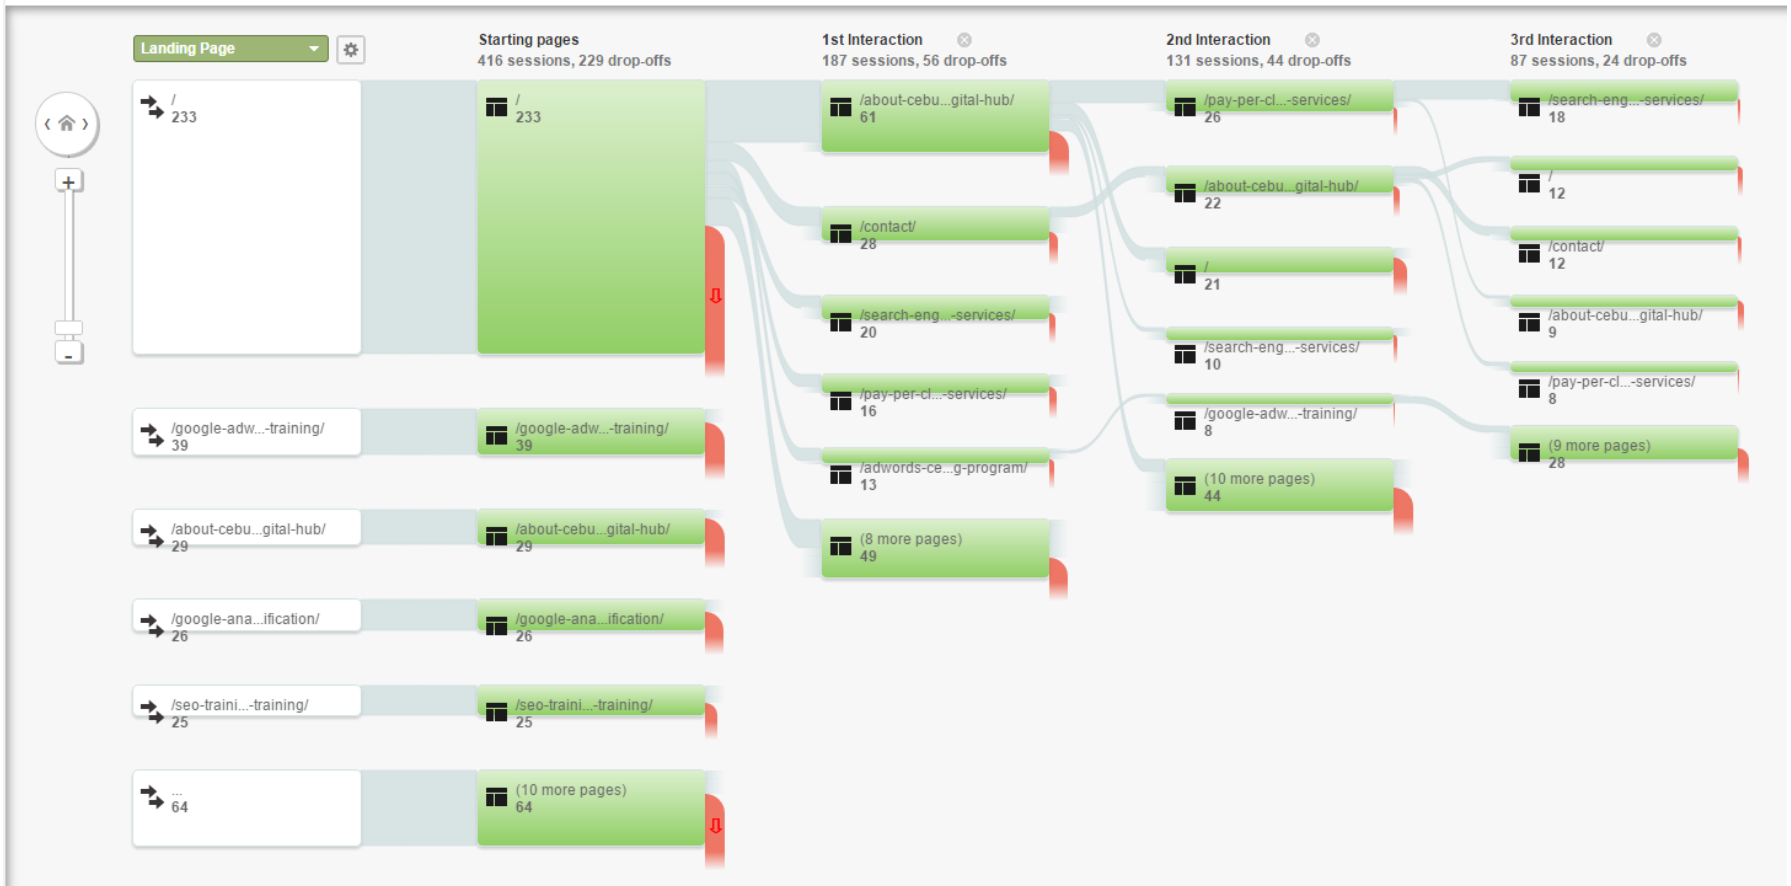 Landing Page
Starting pages
416 sessions, 229 drop-offs
1st Interaction
187 sessions, 56 drop-offs
2nd Interaction
131 sessions, 44 drop-offs
3rd Interaction
87 sessions, 24 drop-offs
/
233
/google-adw...-training/
39
/about-cebu...gital-hub/
29
/google-ana...ification/
26
/seo-traini...-training/
25
...
64
/
233
/google-adw...-training/
39
/about-cebu...gital-hub/
29
/google-ana...ification/
26
/seo-traini...-training/
25
(10 more pages)
64
/about-cebu...gital-hub/
61
/contact/
28
/search-eng...-services/
20
/pay-per-cl...-services/
16
/adwords-ce...g-program/
13
(8 more pages)
49
/pay-per-cl...-services/
26
/about-cebu...gital-hub/
22
/
21
/search-eng...-services/
10
/google-adw...-training/
8
(10 more pages)
44
/search-eng...-services/
18
/
12
/contact/
12
/about-cebu...gital-hub/
9
/pay-per-cl...-services/
8
(9 more pages)
28
+
-